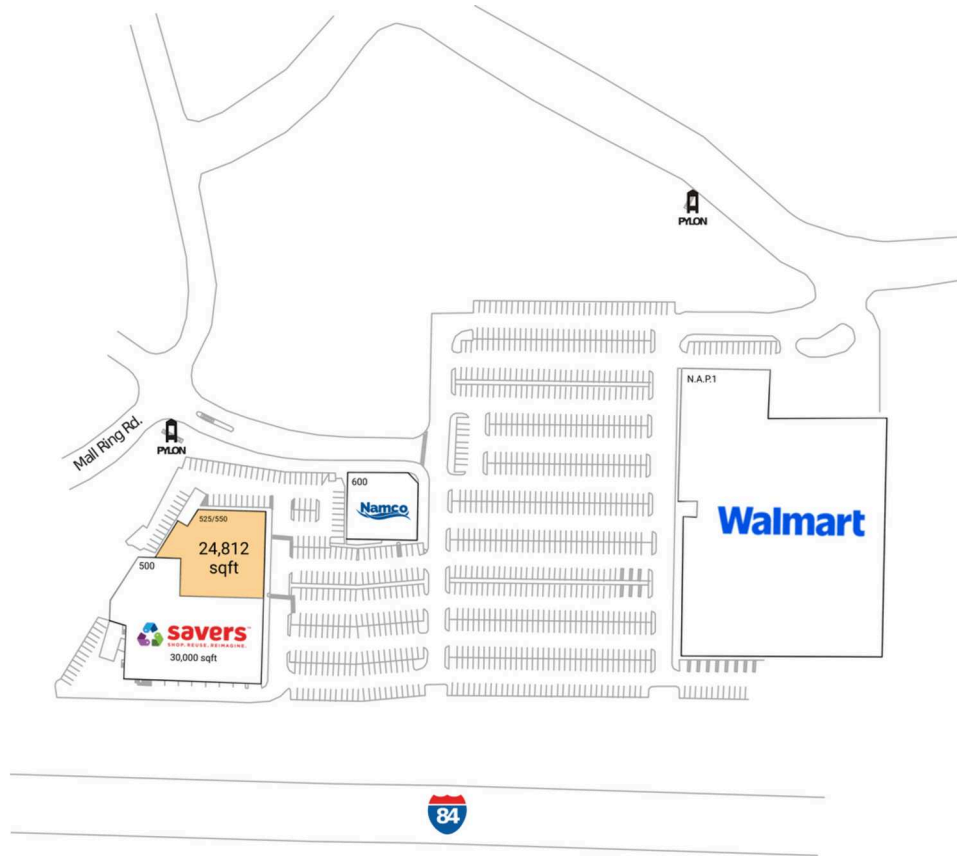 PYLON
N.A.P.1
Mall Ring Rd.
PYLON
600
Namco
525/550
24,812
sqft
500
savers
SHOP. REUSE. REIMAGINE.
30,000 sqft
Walmart
84